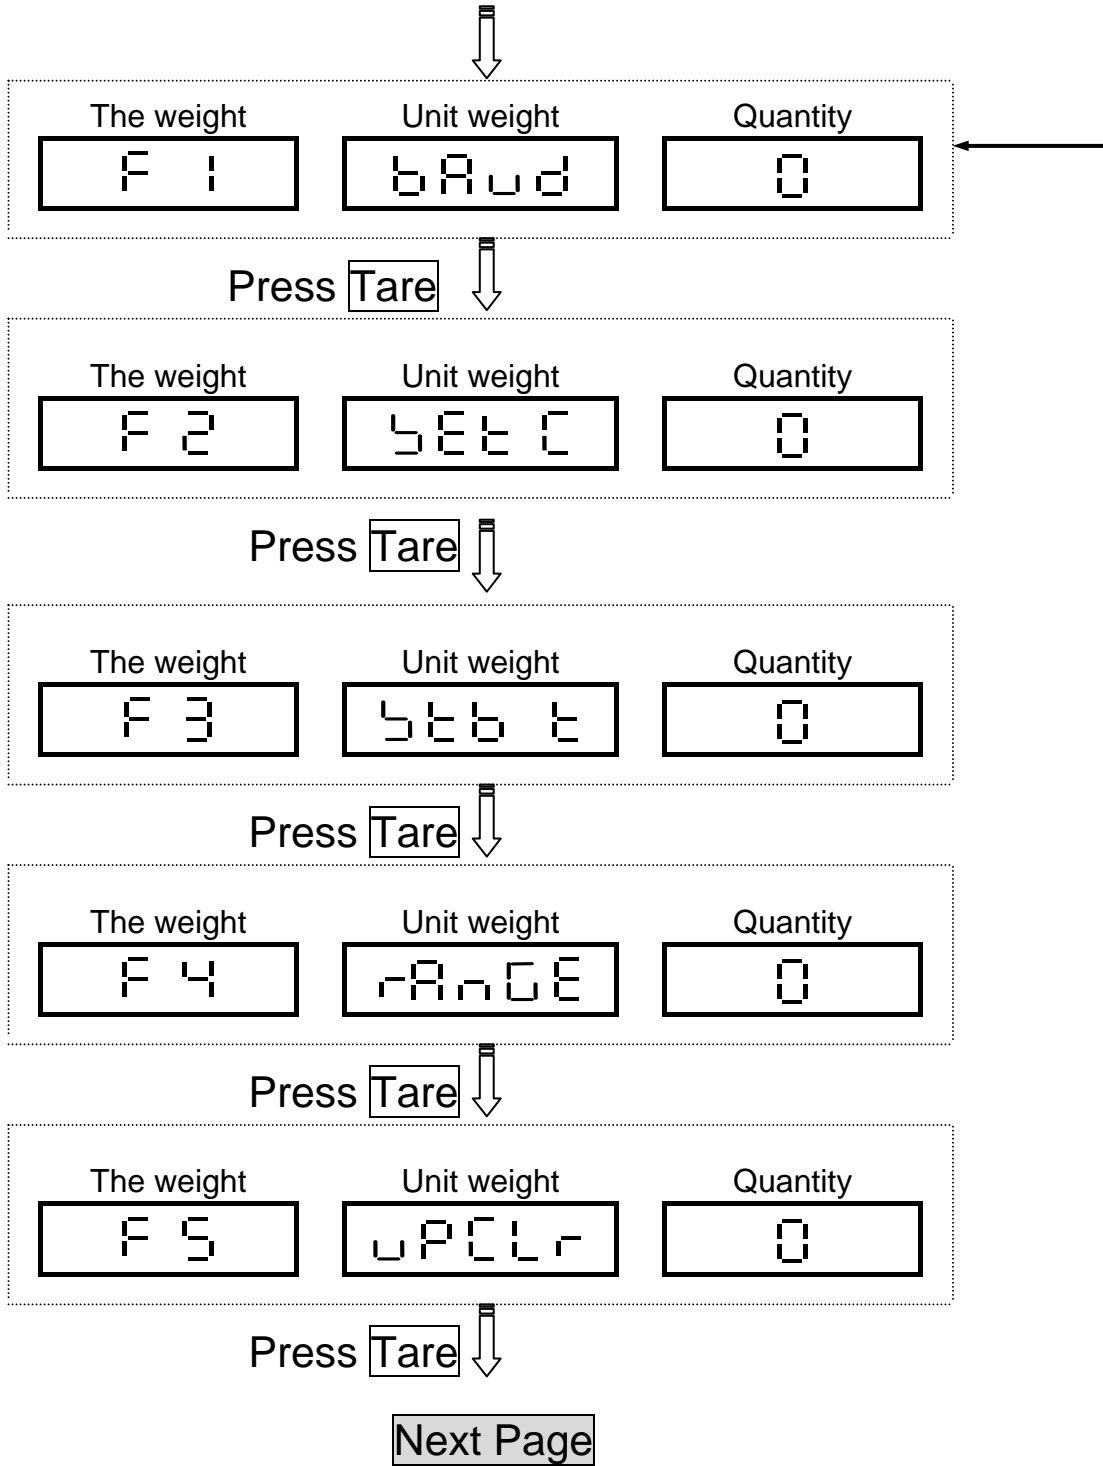 The weight Unit weight Quantity
F 1 bAud 0
Press Tare
The weight Unit weight Quantity
F 2 SEtC 0
Press Tare
The weight Unit weight Quantity
F 3 Stb t 0
Press Tare
The weight Unit weight Quantity
F 4 rAnGE 0
Press Tare
The weight Unit weight Quantity
F 5 uPCLr 0
Press Tare
Next Page